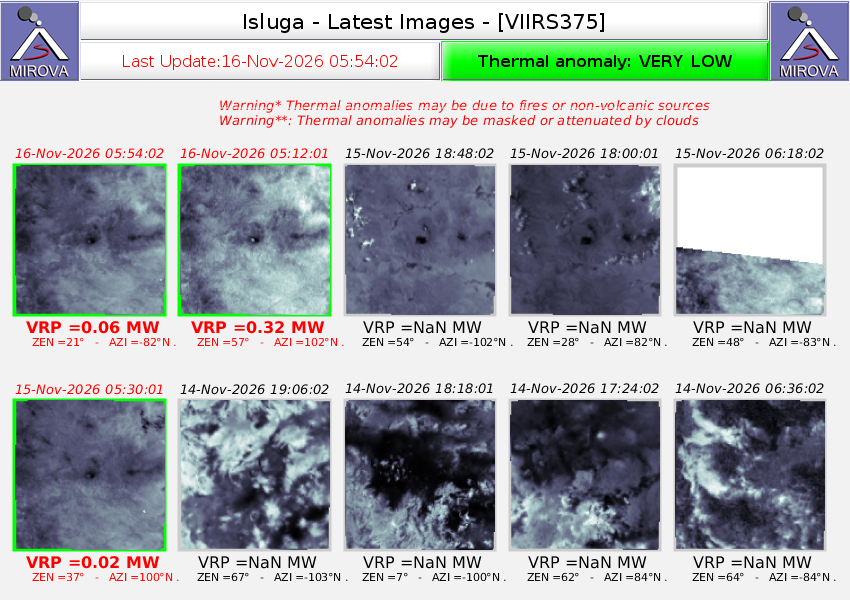 MIROVA
Isluga - Latest Images - [VIIRS375]
MIROVA
Last Update:16-Nov-2026 05:54:02
Thermal anomaly: VERY LOW
Warning* Thermal anomalies may be due to fires or non-volcanic sources
Warning**: Thermal anomalies may be masked or attenuated by clouds
16-Nov-2026 05:54:02
16-Nov-2026 05:12:01
15-Nov-2026 18:48:02
15-Nov-2026 18:00:01
15-Nov-2026 06:18:02
VRP =0.06 MW
VRP =0.32 MW
VRP =NaN MW
VRP =NaN MW
VRP =NaN MW
ZEN =21° - AZI =-82°N .
ZEN =57° - AZI =102°N .
ZEN =54° - AZI =-102°N .
ZEN =28° - AZI =82°N .
ZEN =48° - AZI =-83°N .
15-Nov-2026 05:30:01
14-Nov-2026 19:06:02
14-Nov-2026 18:18:01
14-Nov-2026 17:24:02
14-Nov-2026 06:36:02
VRP =0.02 MW
VRP =NaN MW
VRP =NaN MW
VRP =NaN MW
VRP =NaN MW
ZEN =37° - AZI =100°N .
ZEN =67° - AZI =-103°N .
ZEN =7° - AZI =-100°N .
ZEN =62° - AZI =84°N .
ZEN =64° - AZI =-84°N .